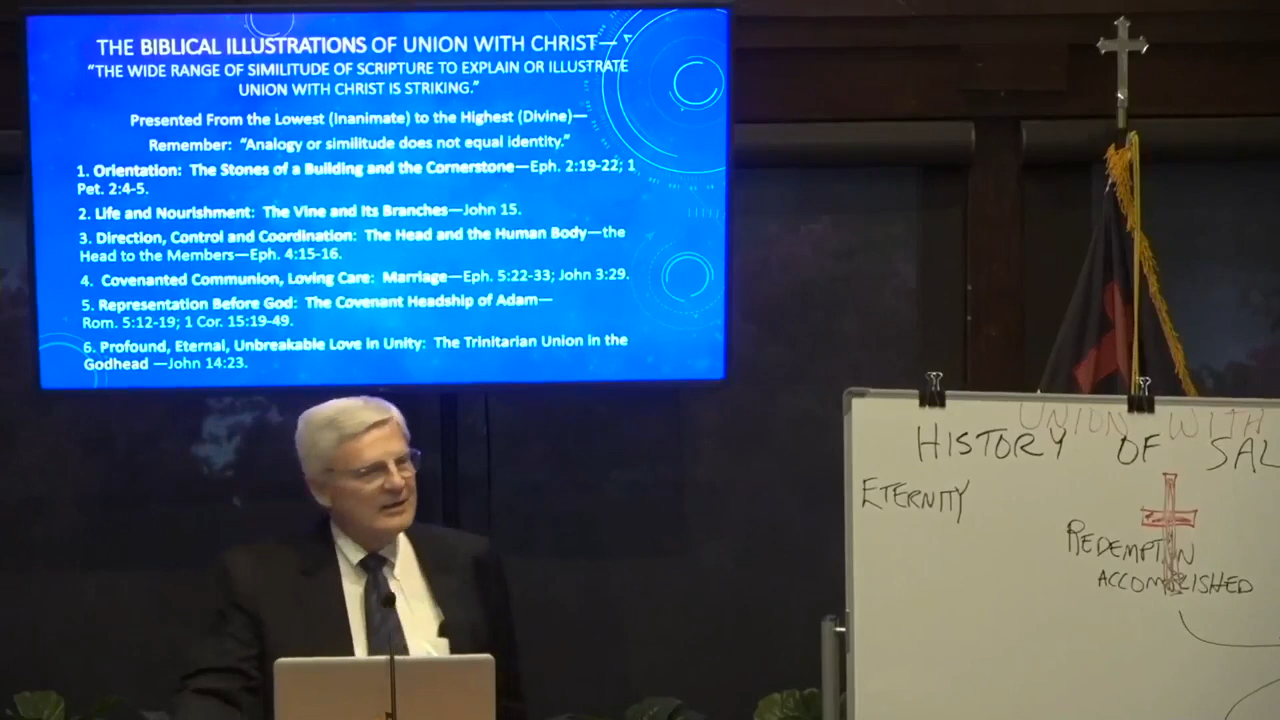 THE BIBLICAL ILLUSTRATIONS OF UNION WITH CHRIST—
"THE WIDE RANGE OF SIMILITUDE OF SCRIPTURE TO EXPLAIN OR ILLUSTRATE
UNION WITH CHRIST IS STRIKING."
Presented From the Lowest (Inanimate) to the Highest (Divine)—
Remember: "Analogy or similitude does not equal identity."
1. Orientation: The Stones of a Building and the Cornerstone—Eph. 2:19-22; 1
Pet. 2:4-5.
2. Life and Nourishment: The Vine and Its Branches—John 15.
3. Direction, Control and Coordination: The Head and the Human Body—the
Head to the Members—Eph. 4:15-16.
4. Covenanted Communion, Loving Care: Marriage—Eph. 5:22-33; John 3:29.
5. Representation Before God: The Covenant Headship of Adam—
Rom. 5:12-19; 1 Cor. 15:19-49.
6. Profound, Eternal, Unbreakable Love in Unity: The Trinitarian Union in the
Godhead —John 14:23.
UNION WITH
HISTORY OF SAL
ETERNITY
REDEMPTION
ACCOMPLISHED